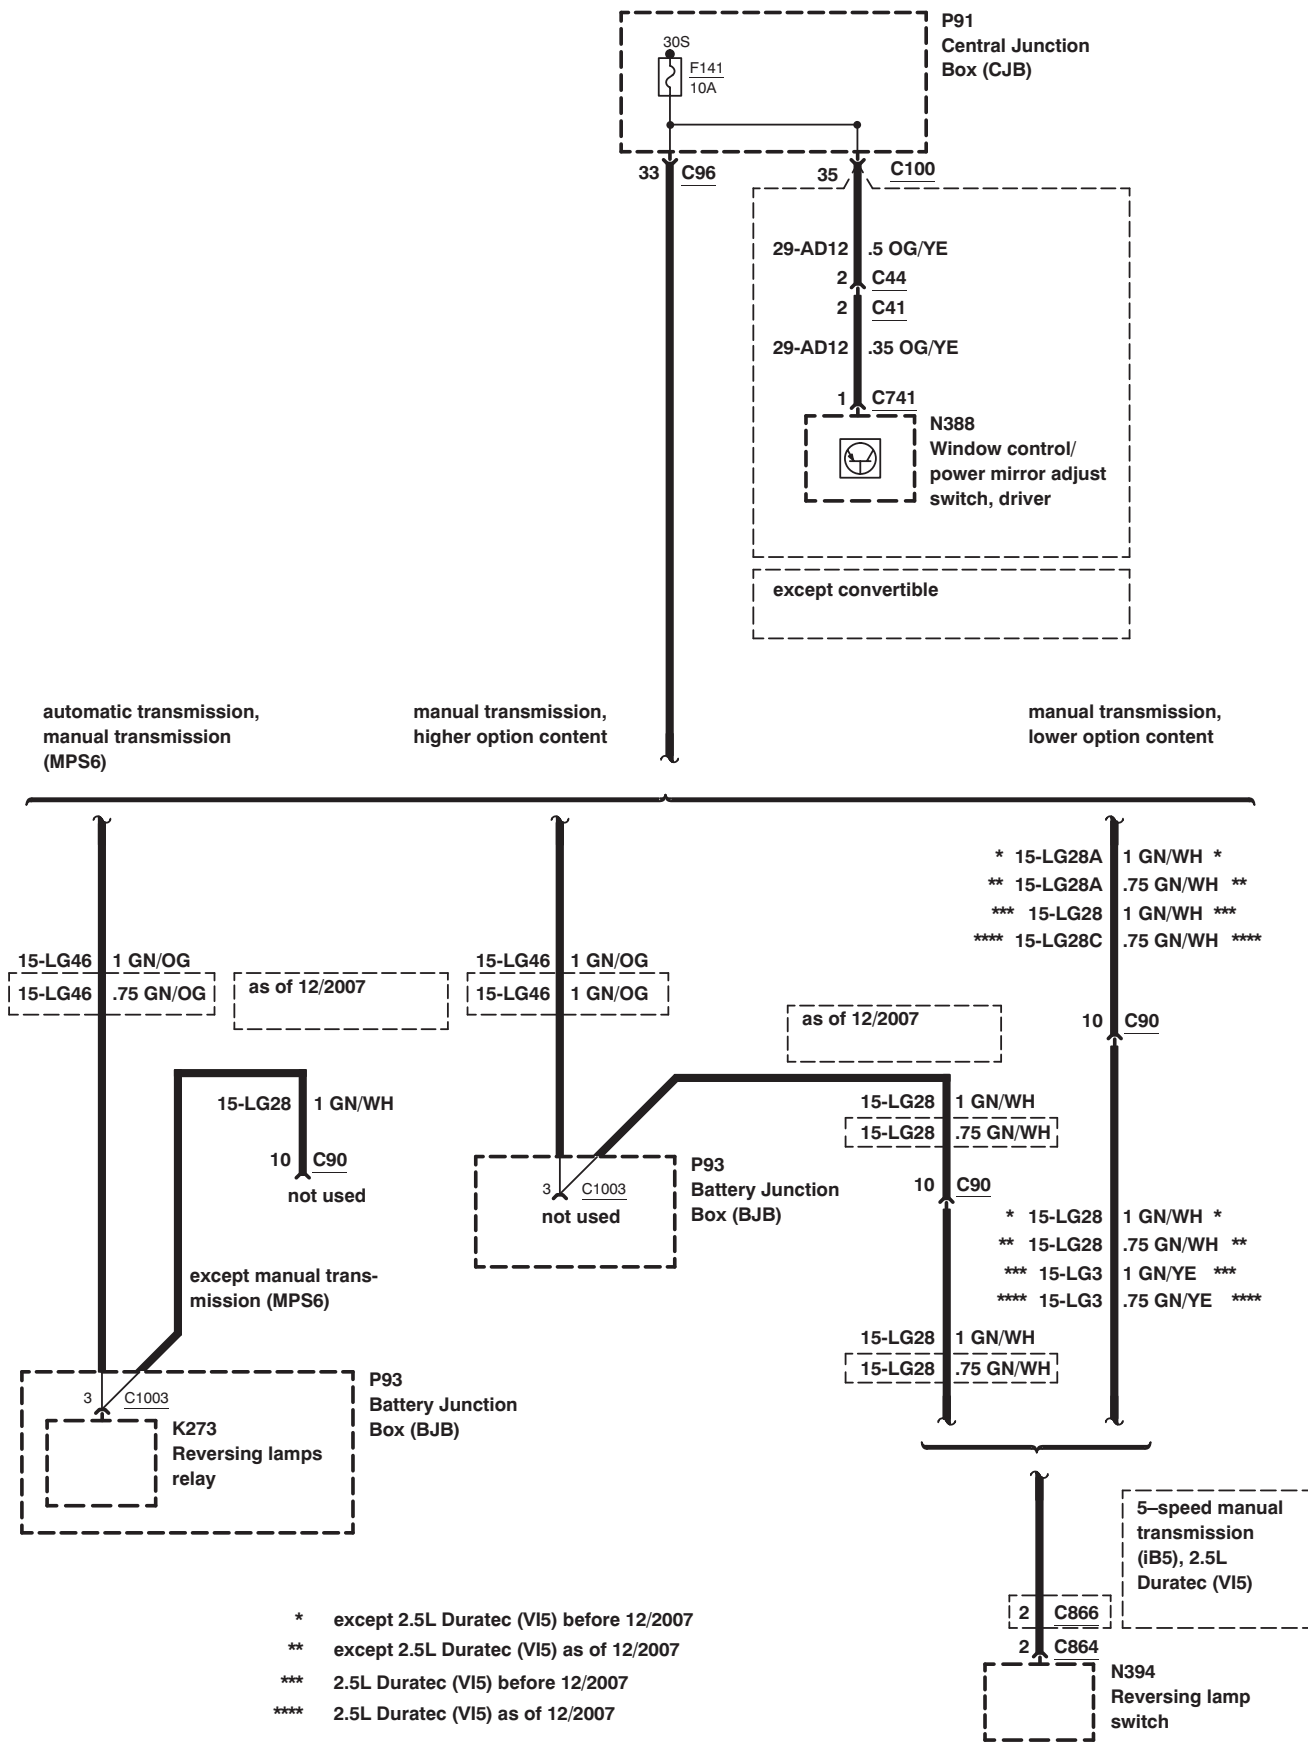 P91
Central Junction
Box (CJB)
30S
F141
10A
33 C96
35 C100
29-AD12 .5 OG/YE
2 C44
2 C41
29-AD12 .35 OG/YE
1 C741
N388
Window control/
power mirror adjust
switch, driver
except convertible
automatic transmission,
manual transmission
(MPS6)
manual transmission,
higher option content
manual transmission,
lower option content
* 15-LG28A 1 GN/WH *
** 15-LG28A .75 GN/WH **
*** 15-LG28 1 GN/WH ***
**** 15-LG28C .75 GN/WH ****
15-LG46 1 GN/OG
15-LG46 .75 GN/OG
as of 12/2007
15-LG46 1 GN/OG
15-LG46 1 GN/OG
as of 12/2007
10 C90
15-LG28 1 GN/WH
10 C90
not used
15-LG28 1 GN/WH
15-LG28 .75 GN/WH
P93
Battery Junction
Box (BJB)
3 C1003
not used
10 C90
* 15-LG28 1 GN/WH *
** 15-LG28 .75 GN/WH **
*** 15-LG3 1 GN/YE ***
**** 15-LG3 .75 GN/YE ****
except manual trans-
mission (MPS6)
15-LG28 1 GN/WH
15-LG28 .75 GN/WH
P93
Battery Junction
Box (BJB)
3 C1003
K273
Reversing lamps
relay
5–speed manual
transmission
(iB5), 2.5L
Duratec (VI5)
2 C866
2 C864
N394
Reversing lamp
switch
* except 2.5L Duratec (VI5) before 12/2007
** except 2.5L Duratec (VI5) as of 12/2007
*** 2.5L Duratec (VI5) before 12/2007
**** 2.5L Duratec (VI5) as of 12/2007